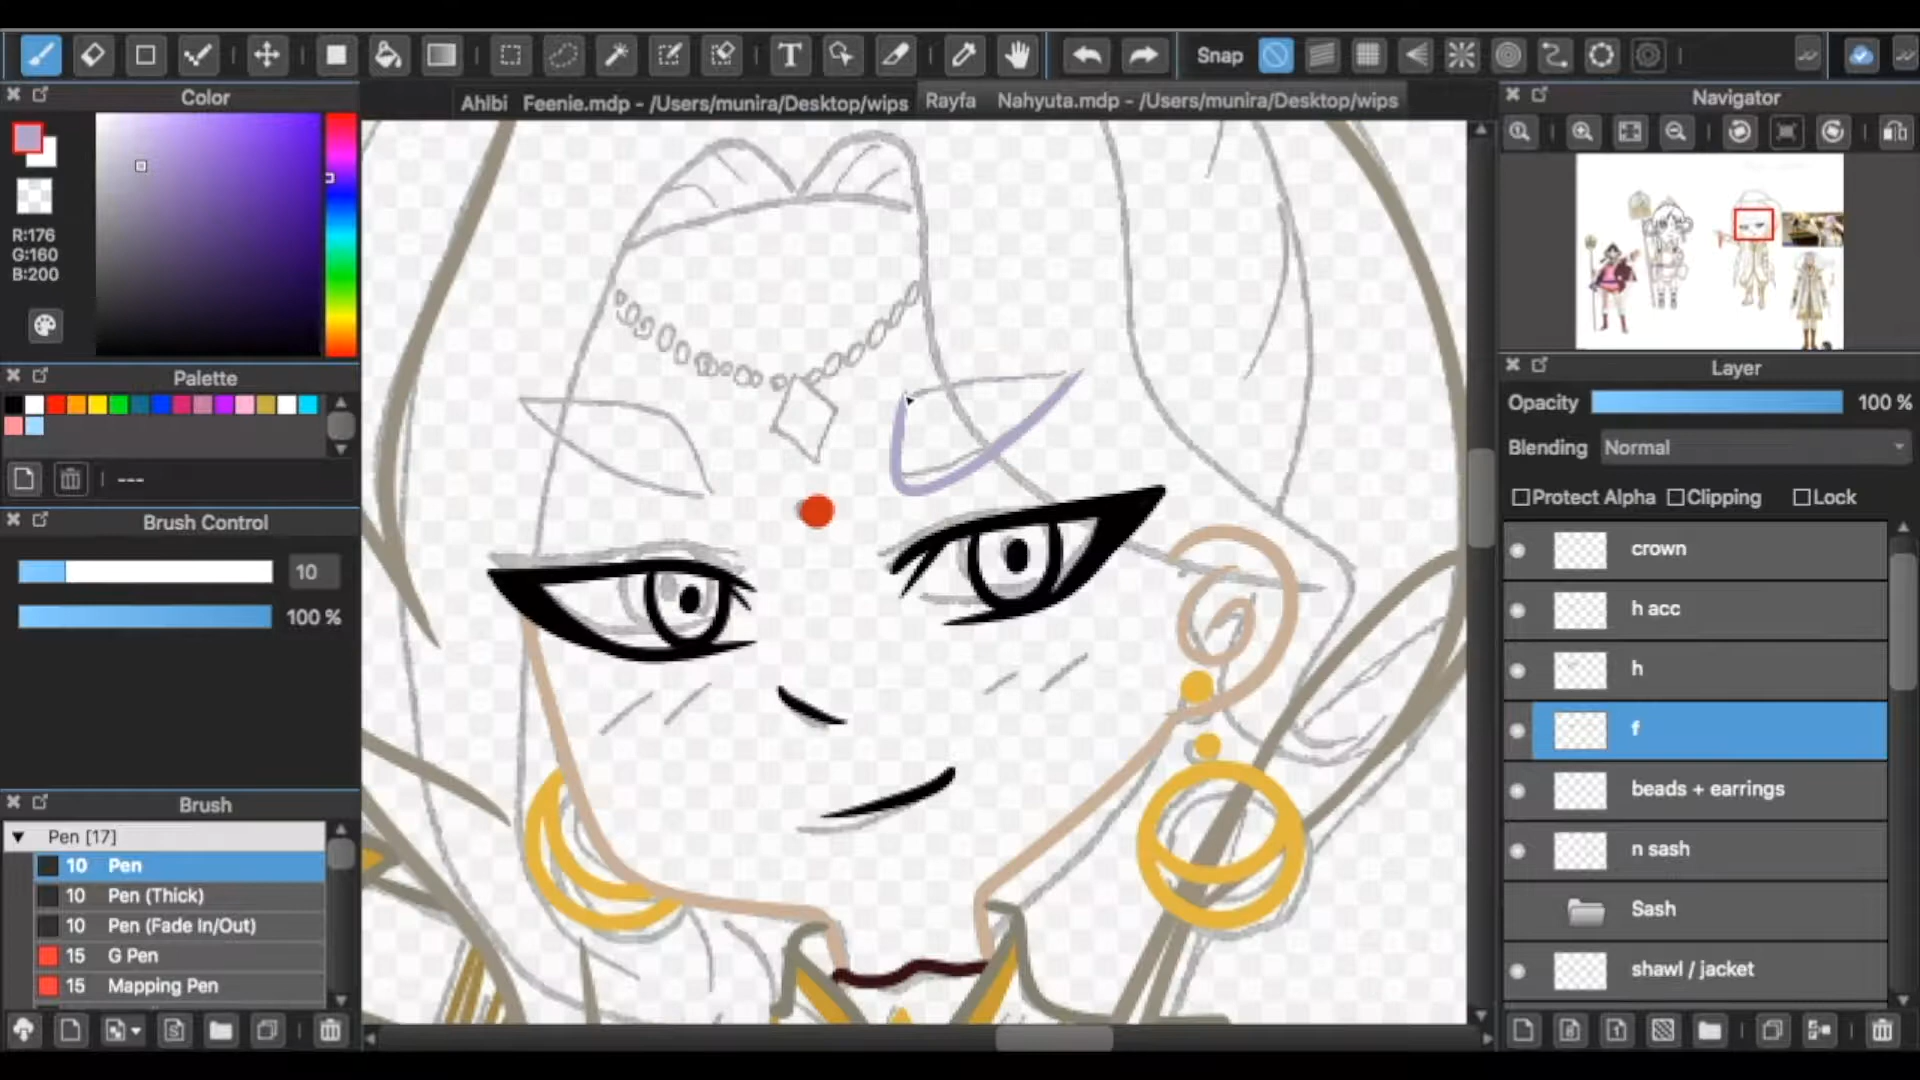 Snap
Color
Ahlbi Feenie.mdp - /Users/munira/Desktop/wips
Rayfa Nahyuta.mdp - /Users/munira/Desktop/wips
Navigator
R:176
G:160
B:200
Palette
---
Brush Control
10
100 %
Brush
Pen [17]
10 Pen
10 Pen (Thick)
10 Pen (Fade In/Out)
15 G Pen
15 Mapping Pen
Layer
Opacity 100 %
Blending Normal
Protect Alpha Clipping Lock
crown
h acc
h
f
beads + earrings
n sash
Sash
shawl / jacket